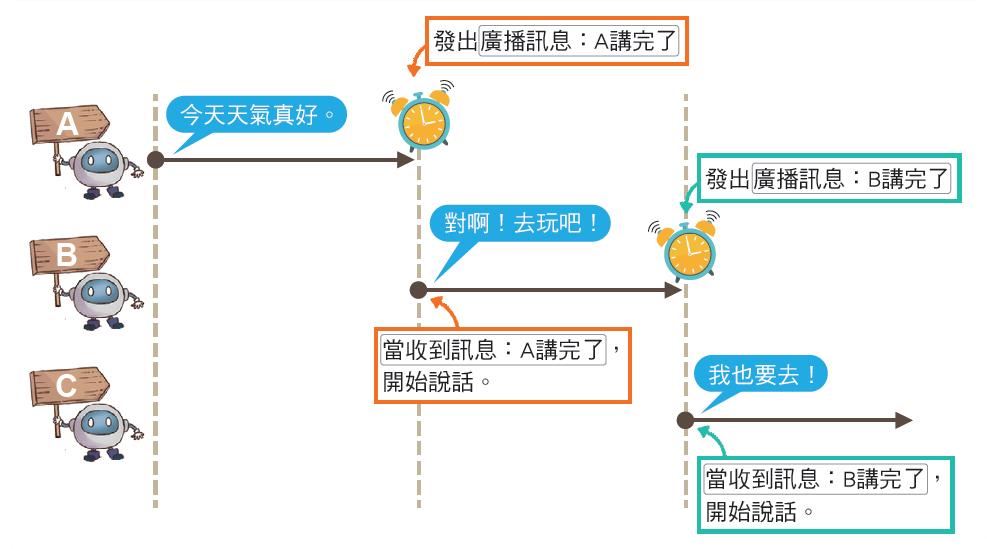 發出廣播訊息：A講完了
A
今天天氣真好。
發出廣播訊息：B講完了
B
對啊！去玩吧！
當收到訊息：A講完了，
開始說話。
C
我也要去！
當收到訊息：B講完了，
開始說話。